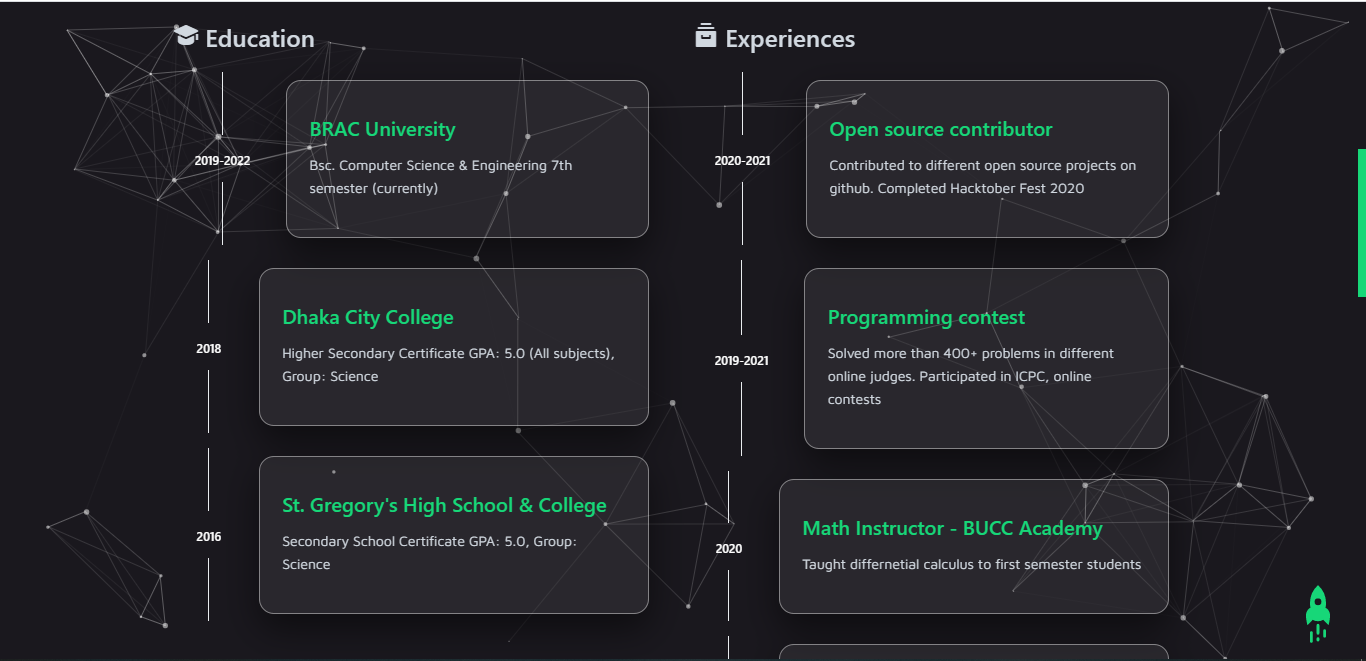 Education
2019-2022
BRAC University
Bsc. Computer Science & Engineering 7th
semester (currently)
2018
Dhaka City College
Higher Secondary Certificate GPA: 5.0 (All subjects),
Group: Science
2016
St. Gregory's High School & College
Secondary School Certificate GPA: 5.0, Group:
Science
Experiences
2020-2021
Open source contributor
Contributed to different open source projects on
github. Completed Hacktober Fest 2020
2019-2021
Programming contest
Solved more than 400+ problems in different
online judges. Participated in ICPC, online
contests
2020
Math Instructor - BUCC Academy
Taught differnetial calculus to first semester students